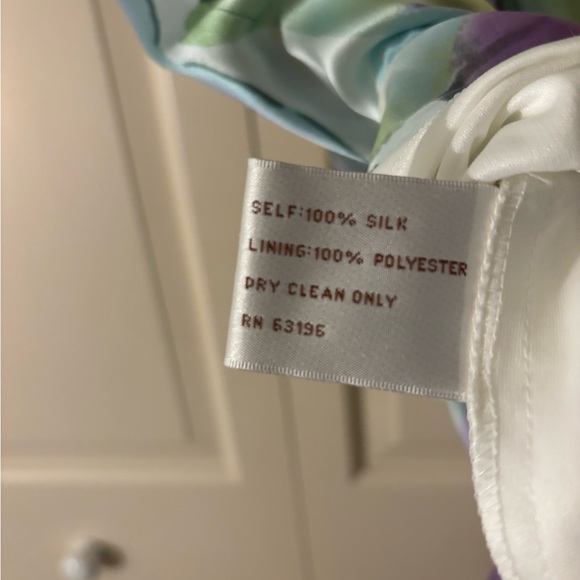 SELF:100% SILK
LINING:100% POLYESTER
DRY CLEAN ONLY
RN 63196